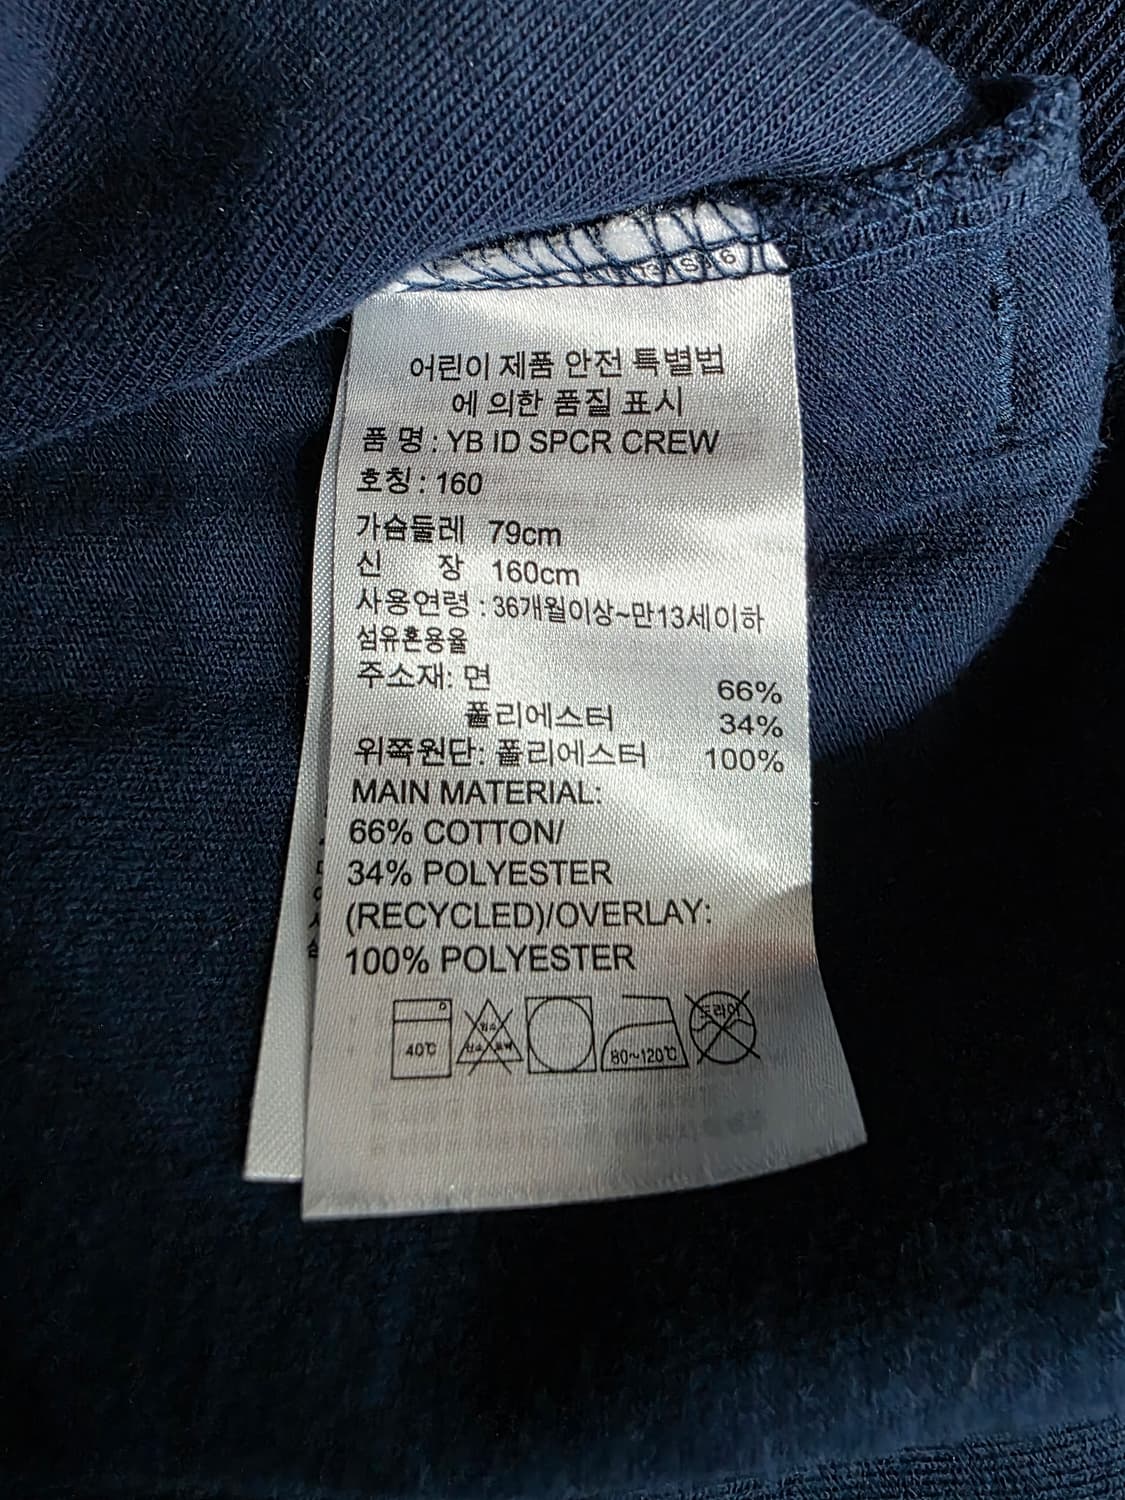 어린이 제품 안전 특별법
에 의한 품질 표시
품 명 : YB ID SPCR CREW
호칭 : 160
가슴둘레 79cm
신 장 160cm
사용연령 : 36개월이상~만13세이하
섬유혼용율
주소재: 면 66%
폴리에스터 34%
위쪽원단: 폴리에스터 100%
MAIN MATERIAL:
66% COTTON/
34% POLYESTER
(RECYCLED)/OVERLAY:
100% POLYESTER
40℃ 80~120℃ 드라이